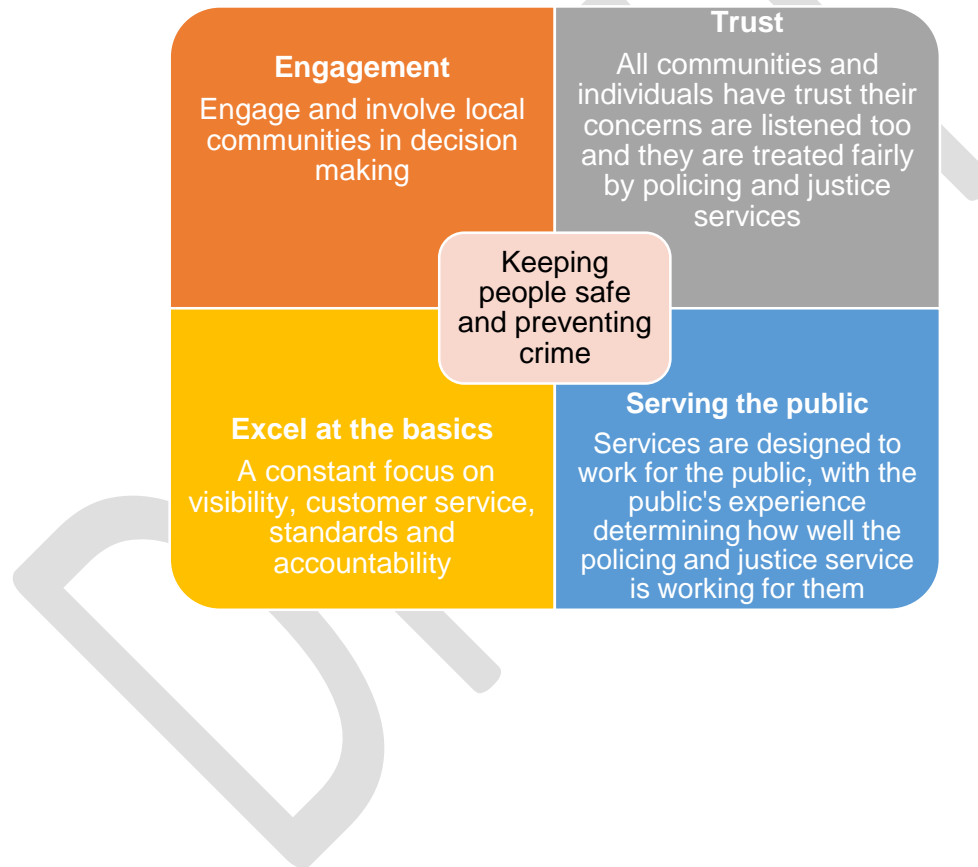 Engagement
Engage and involve local
communities in decision
making
Trust
All communities and
individuals have trust their
concerns are listened too
and they are treated fairly
by policing and justice
services
Keeping
people safe
and preventing
crime
Excel at the basics
A constant focus on
visibility, customer service,
standards and
accountability
Serving the public
Services are designed to
work for the public, with the
public's experience
determining how well the
policing and justice service
is working for them